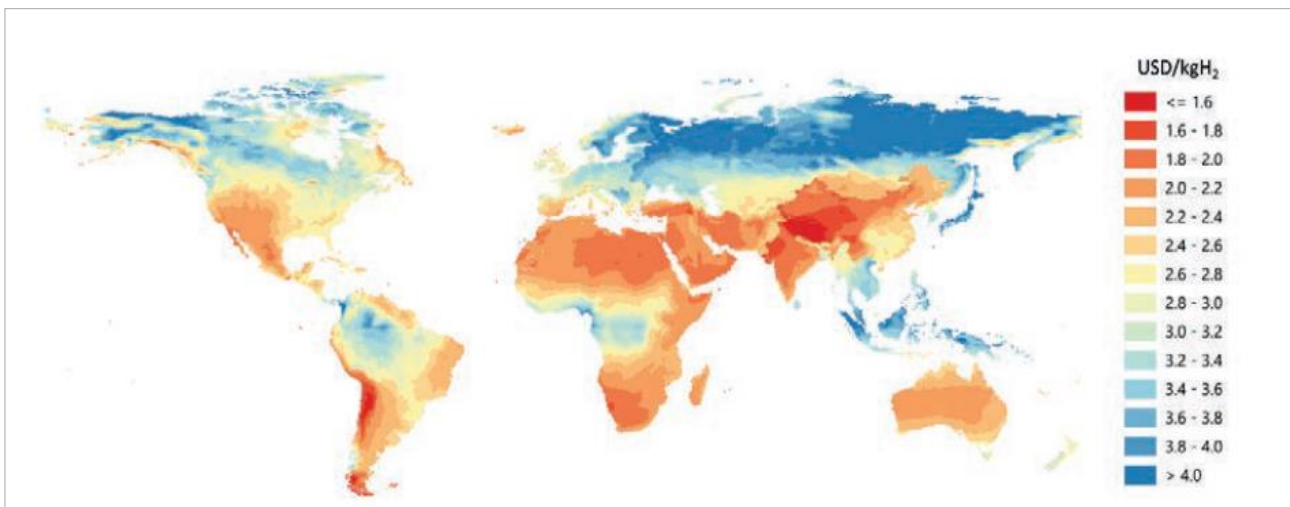 USD/kgH₂
<= 1.6
1.6 - 1.8
1.8 - 2.0
2.0 - 2.2
2.2 - 2.4
2.4 - 2.6
2.6 - 2.8
2.8 - 3.0
3.0 - 3.2
3.2 - 3.4
3.4 - 3.6
3.6 - 3.8
3.8 - 4.0
> 4.0